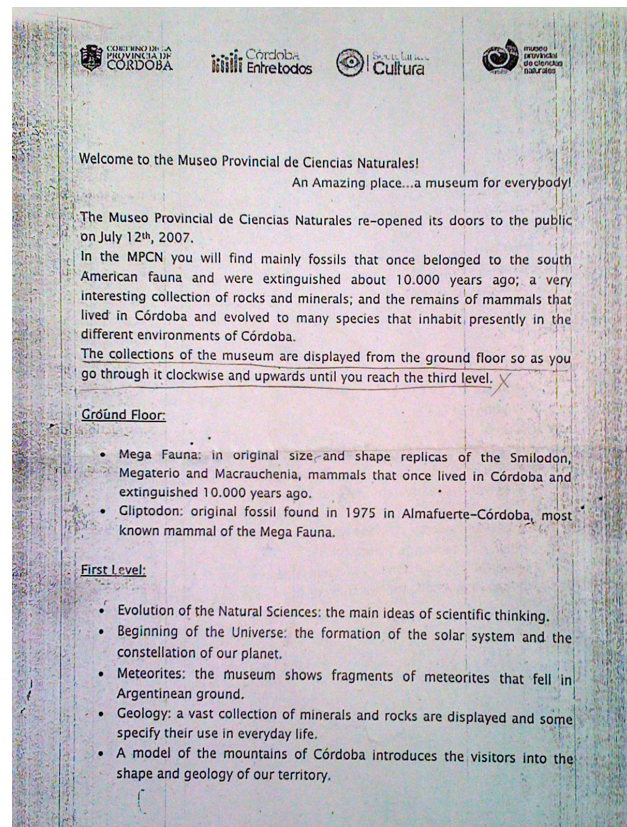 GOBIERNO DE LA
PROVINCIA DE
CÓRDOBA
Córdoba
Entretodos
Cultura
museo
provincial
de ciencias
naturales
Welcome to the Museo Provincial de Ciencias Naturales!
An Amazing place...a museum for everybody!
The Museo Provincial de Ciencias Naturales re-opened its doors to the public
on July 12th, 2007.
In the MPCN you will find mainly fossils that once belonged to the south
American fauna and were extinguished about 10.000 years ago; a very
interesting collection of rocks and minerals; and the remains of mammals that
lived in Córdoba and evolved to many species that inhabit presently in the
different environments of Córdoba.
The collections of the museum are displayed from the ground floor so as you
go through it clockwise and upwards until you reach the third level. X
Ground Floor:
• Mega Fauna: in original size and shape replicas of the Smilodon,
Megaterio and Macrauchenia, mammals that once lived in Córdoba and
extinguished 10.000 years ago.
• Gliptodon: original fossil found in 1975 in Almafuerte-Córdoba, most
known mammal of the Mega Fauna.
First Level:
• Evolution of the Natural Sciences: the main ideas of scientific thinking.
• Beginning of the Universe: the formation of the solar system and the
constellation of our planet.
• Meteorites: the museum shows fragments of meteorites that fell in
Argentinean ground.
• Geology: a vast collection of minerals and rocks are displayed and some
specify their use in everyday life.
• A model of the mountains of Córdoba introduces the visitors into the
shape and geology of our territory.